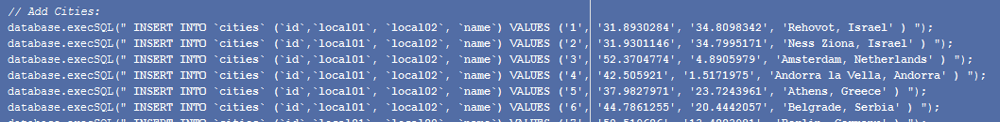 // Add Cities:
database.execSQL(" INSERT INTO `cities` (`id`,`local01`, `local02`, `name`) VALUES ('1', '31.8930284', '34.8098342', 'Rehovot, Israel' ) ");
database.execSQL(" INSERT INTO `cities` (`id`,`local01`, `local02`, `name`) VALUES ('2', '31.9301146', '34.7995171', 'Ness Ziona, Israel' ) ");
database.execSQL(" INSERT INTO `cities` (`id`,`local01`, `local02`, `name`) VALUES ('3', '52.3704774', '4.8905979', 'Amsterdam, Netherlands' ) ");
database.execSQL(" INSERT INTO `cities` (`id`,`local01`, `local02`, `name`) VALUES ('4', '42.505921', '1.5171975', 'Andorra la Vella, Andorra' ) ");
database.execSQL(" INSERT INTO `cities` (`id`,`local01`, `local02`, `name`) VALUES ('5', '37.9827971', '23.7243961', 'Athens, Greece' ) ");
database.execSQL(" INSERT INTO `cities` (`id`,`local01`, `local02`, `name`) VALUES ('6', '44.7861255', '20.4442057', 'Belgrade, Serbia' ) ");